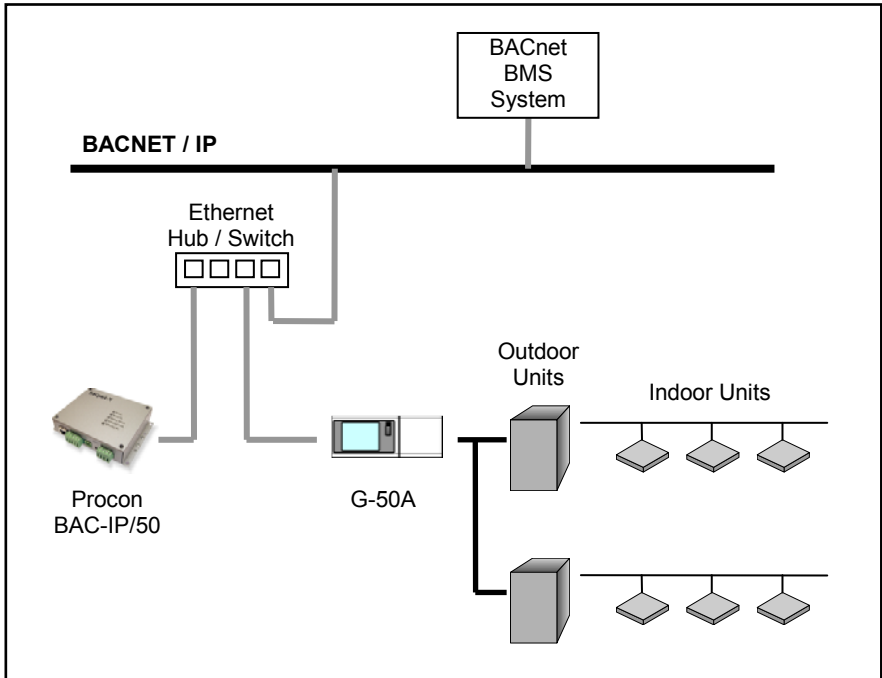 BACnet
BMS
System
BACNET / IP
Ethernet
Hub / Switch
Outdoor
Units
Indoor Units
Procon
BAC-IP/50
G-50A